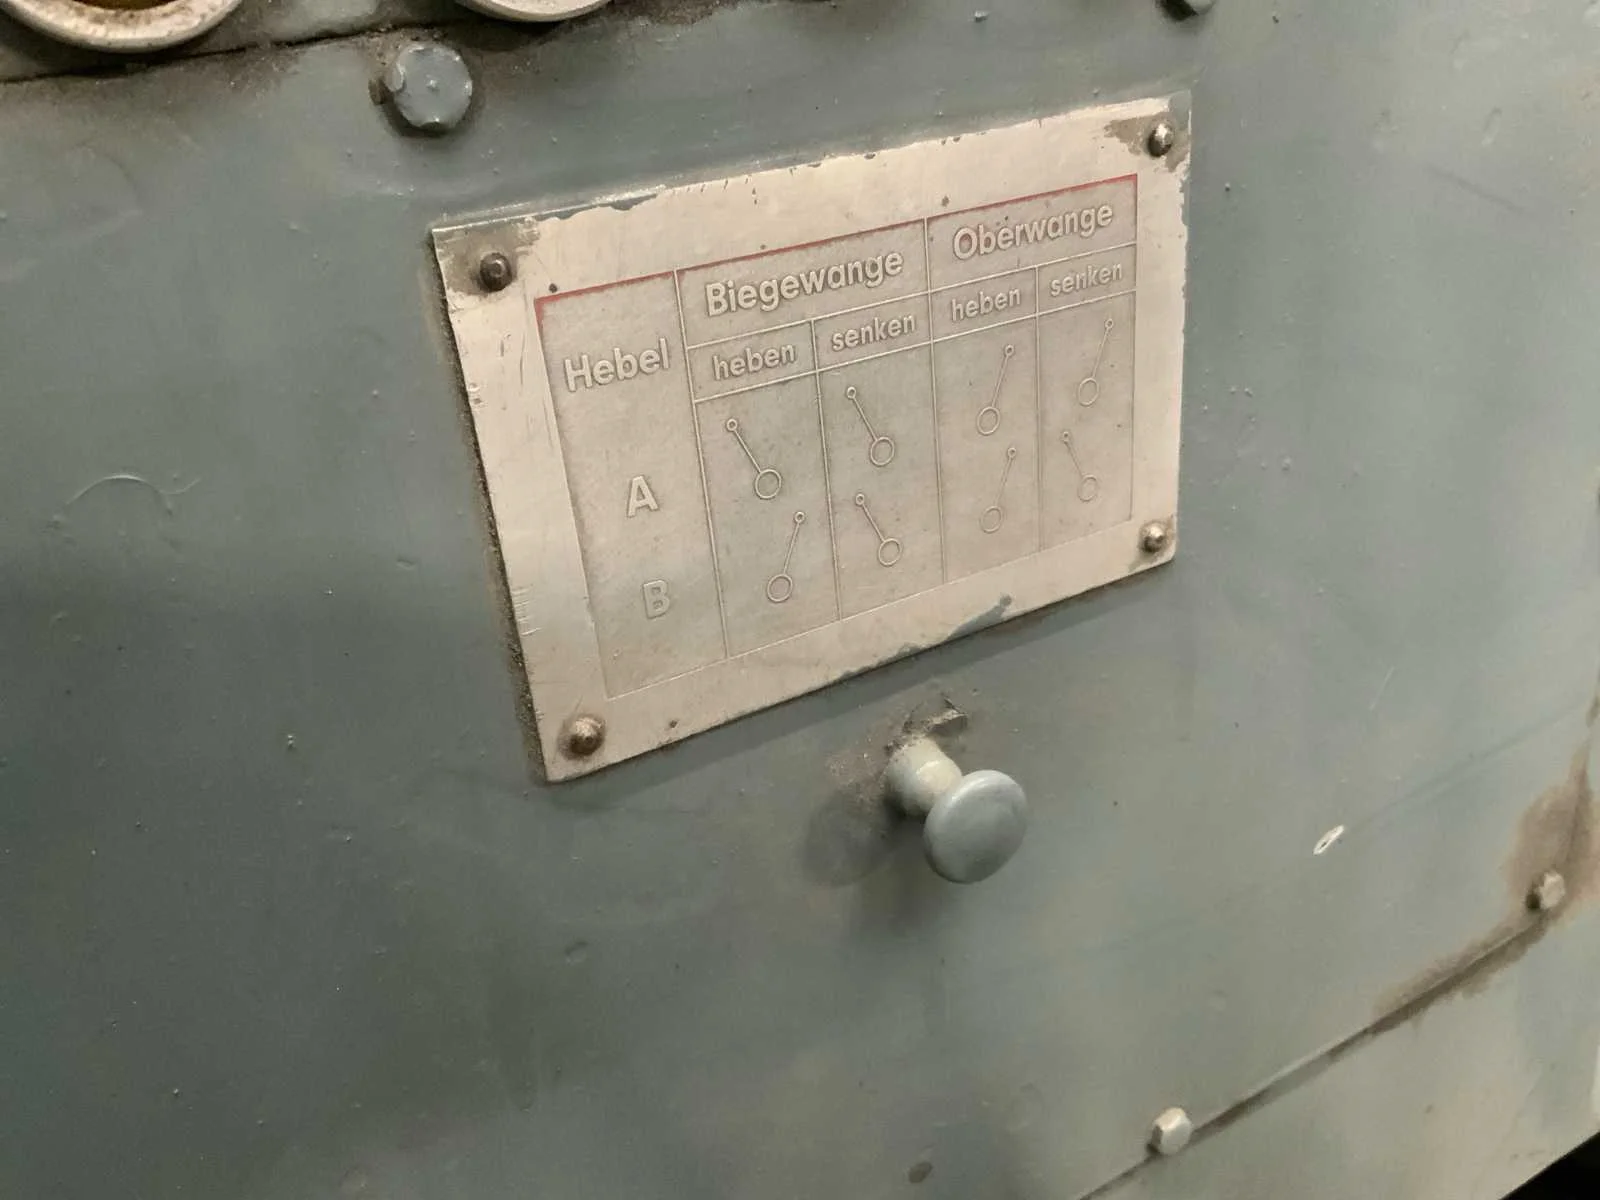 Hebel Biegewange Oberwange
heben senken heben senken
A
B